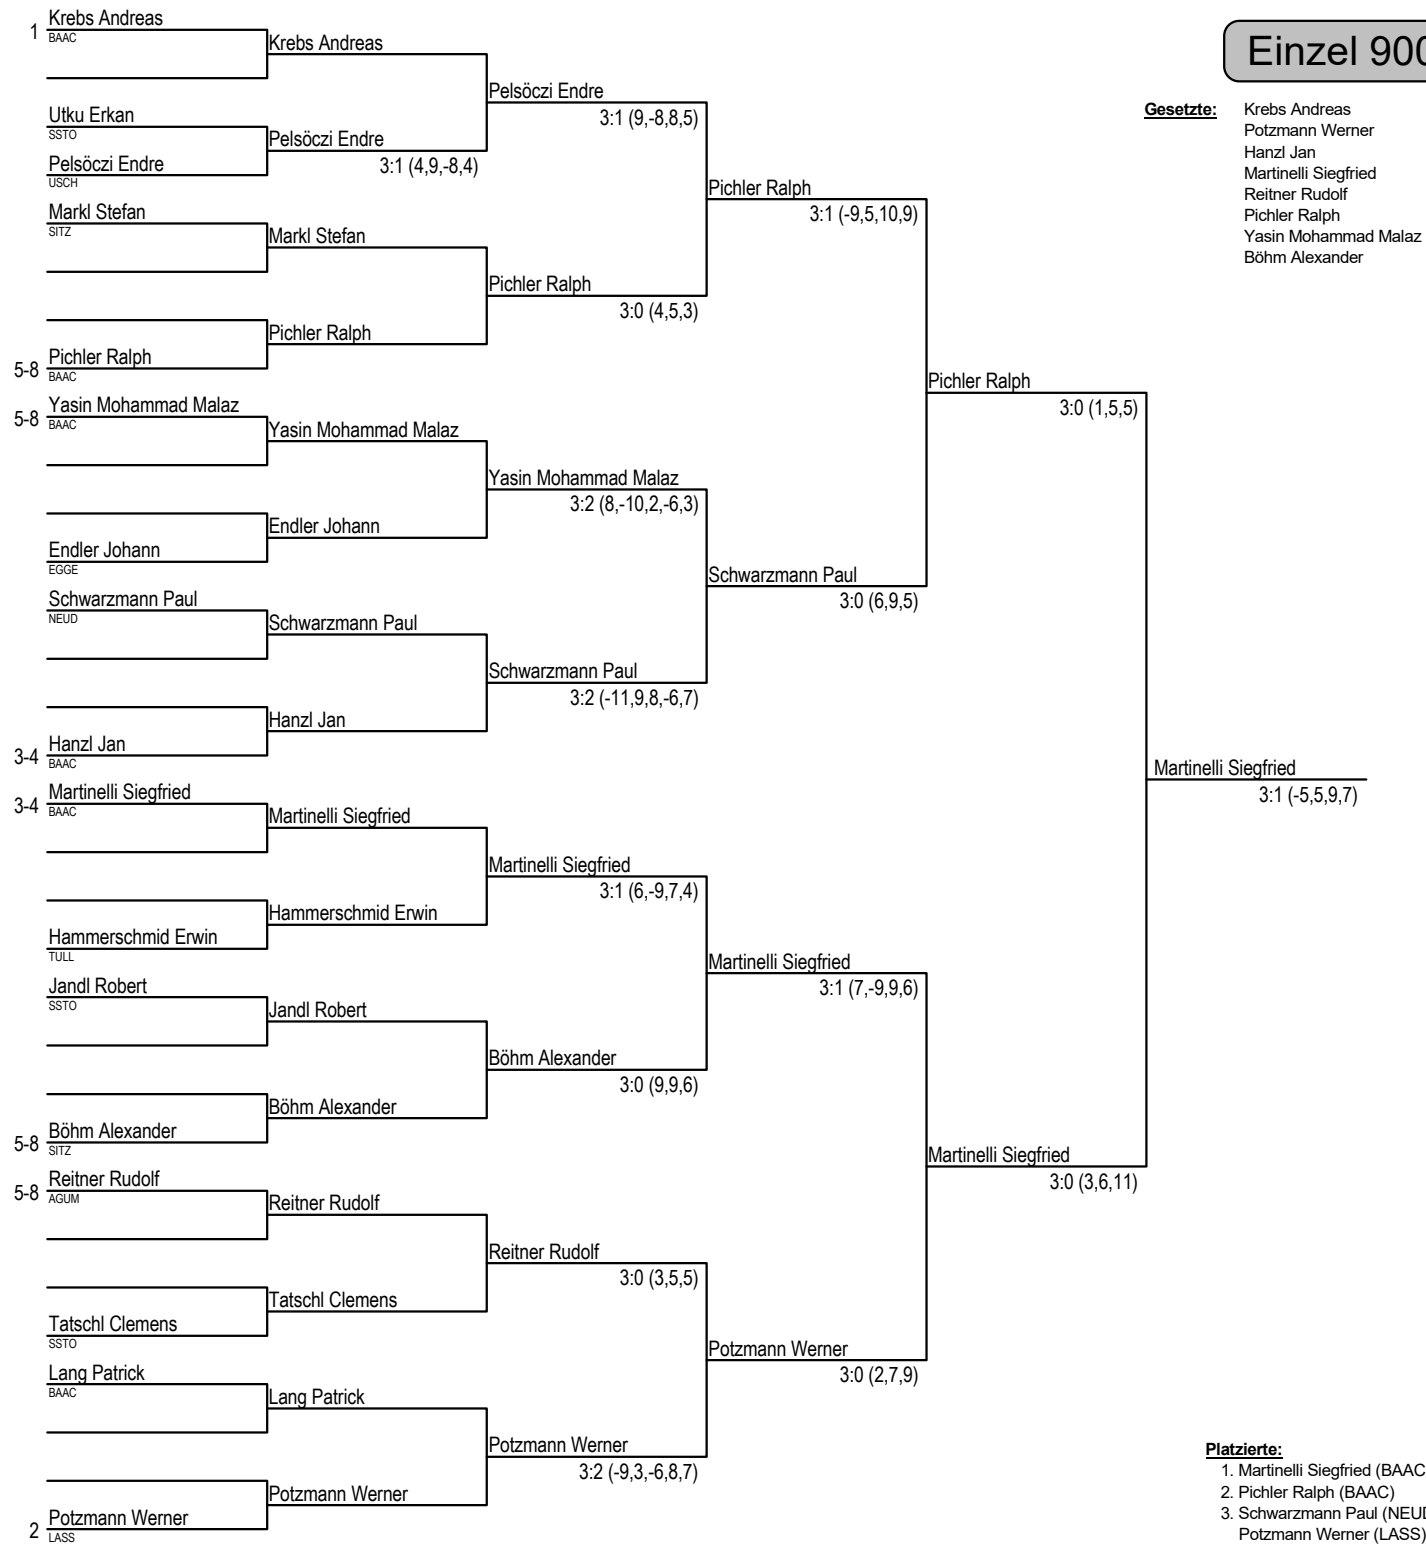 Krebs Andreas
1
BAAC
Krebs Andreas
Pelsöczi Endre
3:1 (9,-8,8,5)
Utku Erkan
SSTO
Pelsöczi Endre
3:1 (4,9,-8,4)
Pelsöczi Endre
USCH
Pichler Ralph
3:1 (-9,5,10,9)
Markl Stefan
SITZ
Markl Stefan
Pichler Ralph
3:0 (4,5,3)
Pichler Ralph
5-8
Pichler Ralph
BAAC
Pichler Ralph
3:0 (1,5,5)
5-8
Yasin Mohammad Malaz
BAAC
Yasin Mohammad Malaz
Yasin Mohammad Malaz
3:2 (8,-10,2,-6,3)
Endler Johann
Endler Johann
EGGE
Schwarzmann Paul
3:0 (6,9,5)
Schwarzmann Paul
NEUD
Schwarzmann Paul
Schwarzmann Paul
3:2 (-11,9,8,-6,7)
Hanzl Jan
3-4
Hanzl Jan
BAAC
Martinelli Siegfried
3:1 (-5,5,9,7)
3-4
Martinelli Siegfried
BAAC
Martinelli Siegfried
Martinelli Siegfried
3:1 (6,-9,7,4)
Hammerschmid Erwin
Hammerschmid Erwin
TULL
Martinelli Siegfried
3:1 (7,-9,9,6)
Jandl Robert
SSTO
Jandl Robert
Böhm Alexander
3:0 (9,9,6)
Böhm Alexander
5-8
Böhm Alexander
SITZ
Martinelli Siegfried
3:0 (3,6,11)
5-8
Reitner Rudolf
AGUM
Reitner Rudolf
Reitner Rudolf
3:0 (3,5,5)
Tatschl Clemens
Tatschl Clemens
SSTO
Potzmann Werner
3:0 (2,7,9)
Lang Patrick
BAAC
Lang Patrick
Potzmann Werner
3:2 (-9,3,-6,8,7)
Potzmann Werner
2
Potzmann Werner
LASS
Einzel 900
Gesetzte: Krebs Andreas
Potzmann Werner
Hanzl Jan
Martinelli Siegfried
Reitner Rudolf
Pichler Ralph
Yasin Mohammad Malaz
Böhm Alexander
Platzierte:
1. Martinelli Siegfried (BAAC
2. Pichler Ralph (BAAC)
3. Schwarzmann Paul (NEUD
Potzmann Werner (LASS)